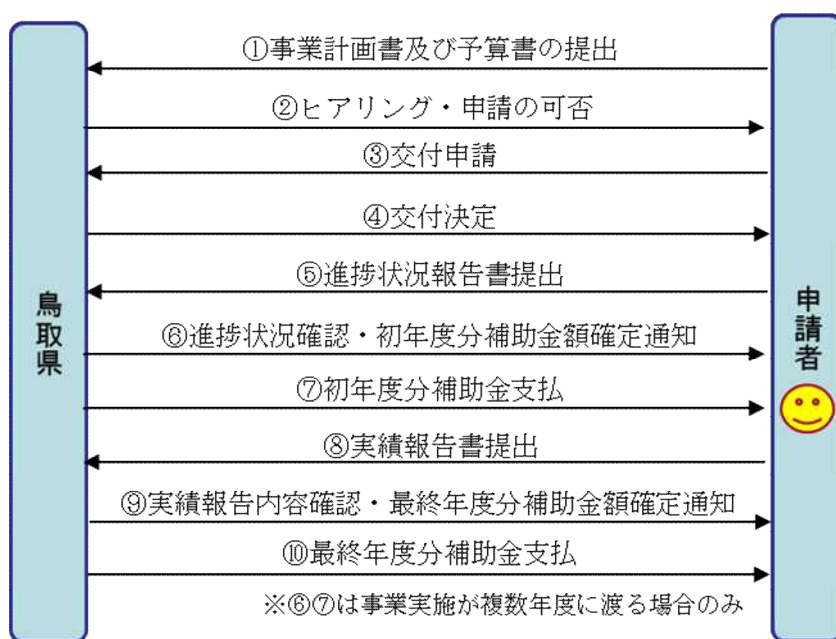 ①事業計画書及び予算書の提出
②ヒアリング・申請の可否
③交付申請
④交付決定
⑤進捗状況報告書提出
⑥進捗状況確認・初年度分補助金額確定通知
⑦初年度分補助金支払
⑧実績報告書提出
⑨実績報告内容確認・最終年度分補助金額確定通知
⑩最終年度分補助金支払
※⑥⑦は事業実施が複数年度に渡る場合のみ
鳥取県
申請者